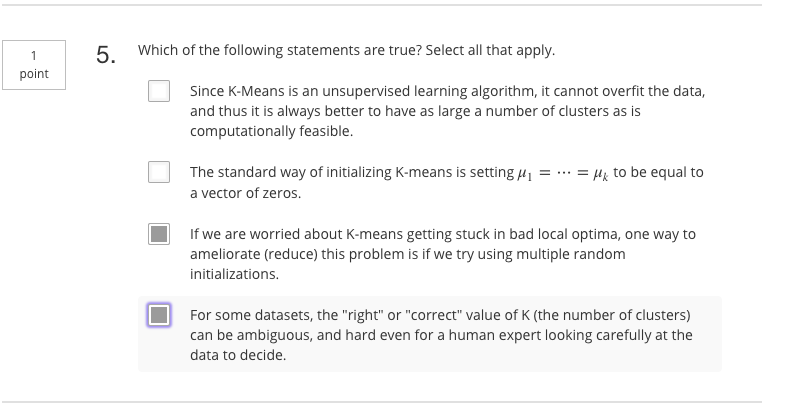 1
point
5.
Which of the following statements are true? Select all that apply.
Since K-Means is an unsupervised learning algorithm, it cannot overfit the data,
and thus it is always better to have as large a number of clusters as is
computationally feasible.
The standard way of initializing K-means is setting μ₁ = ⋯ = μₖ to be equal to
a vector of zeros.
If we are worried about K-means getting stuck in bad local optima, one way to
ameliorate (reduce) this problem is if we try using multiple random
initializations.
For some datasets, the "right" or "correct" value of K (the number of clusters)
can be ambiguous, and hard even for a human expert looking carefully at the
data to decide.